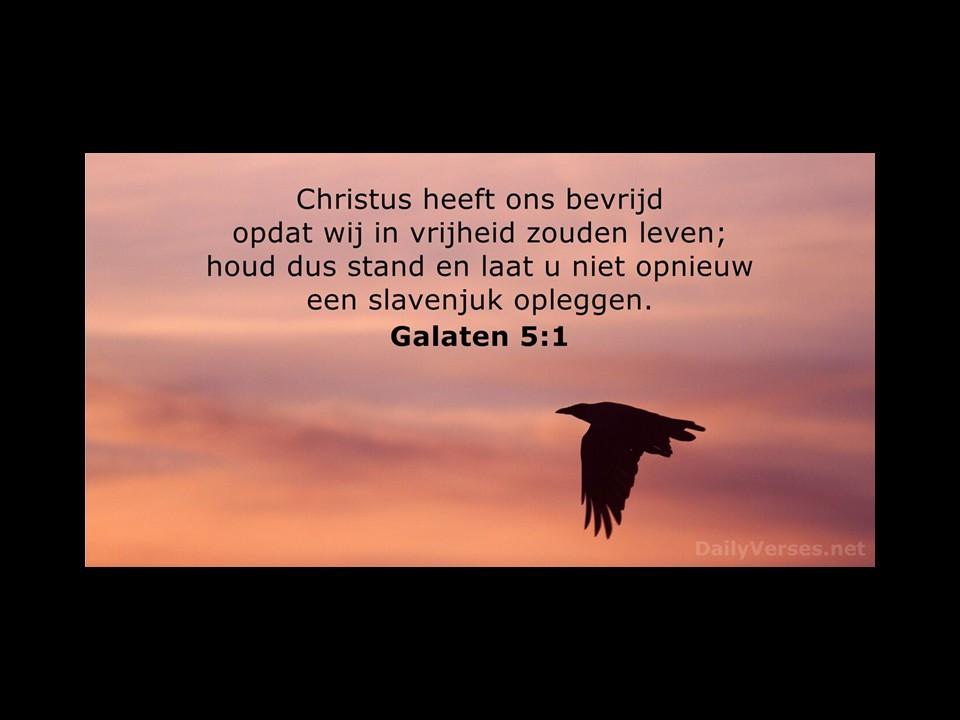 Christus heeft ons bevrijd
opdat wij in vrijheid zouden leven;
houd dus stand en laat u niet opnieuw
een slavenjuk opleggen.
Galaten 5:1
DailyVerses.net